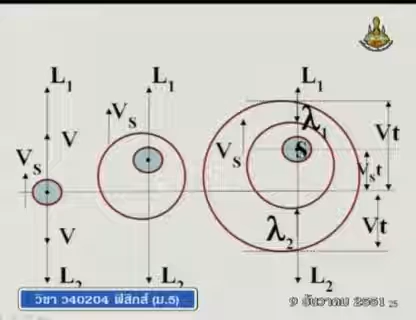 L1 L1 L1
Vs λ1
Vs V Vs S Vt
Vst
V λ2 Vt
L2 L2 L2
วิชา ว40204 ฟิสิกส์ (ม.5)
9 ธันวาคม 2551 25